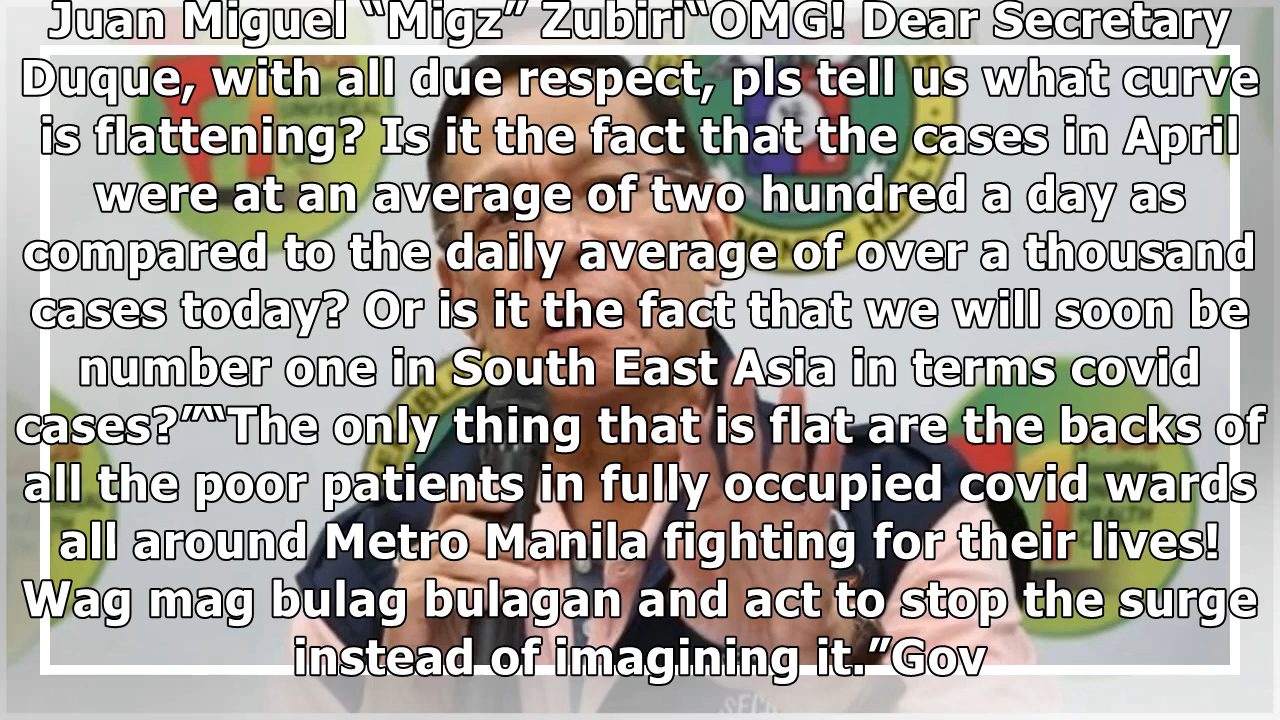 Juan Miguel “Migz” Zubiri“OMG! Dear Secretary
Duque, with all due respect, pls tell us what curve
is flattening? Is it the fact that the cases in April
were at an average of two hundred a day as
compared to the daily average of over a thousand
cases today? Or is it the fact that we will soon be
number one in South East Asia in terms covid
cases?”“The only thing that is flat are the backs of
all the poor patients in fully occupied covid wards
all around Metro Manila fighting for their lives!
Wag mag bulag bulagan and act to stop the surge
instead of imagining it.”Gov